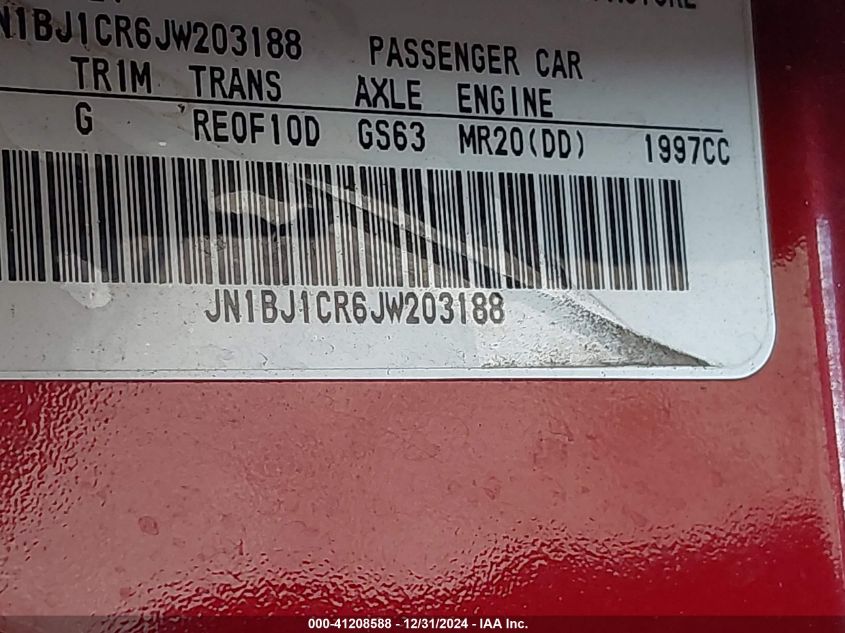 N1BJ1CR6JW203188 PASSENGER CAR
TRIM TRANS AXLE ENGINE
G RE0F10D GS63 MR20(DD) 1997CC
JN1BJ1CR6JW203188
000-41208588 - 12/31/2024 - IAA Inc.